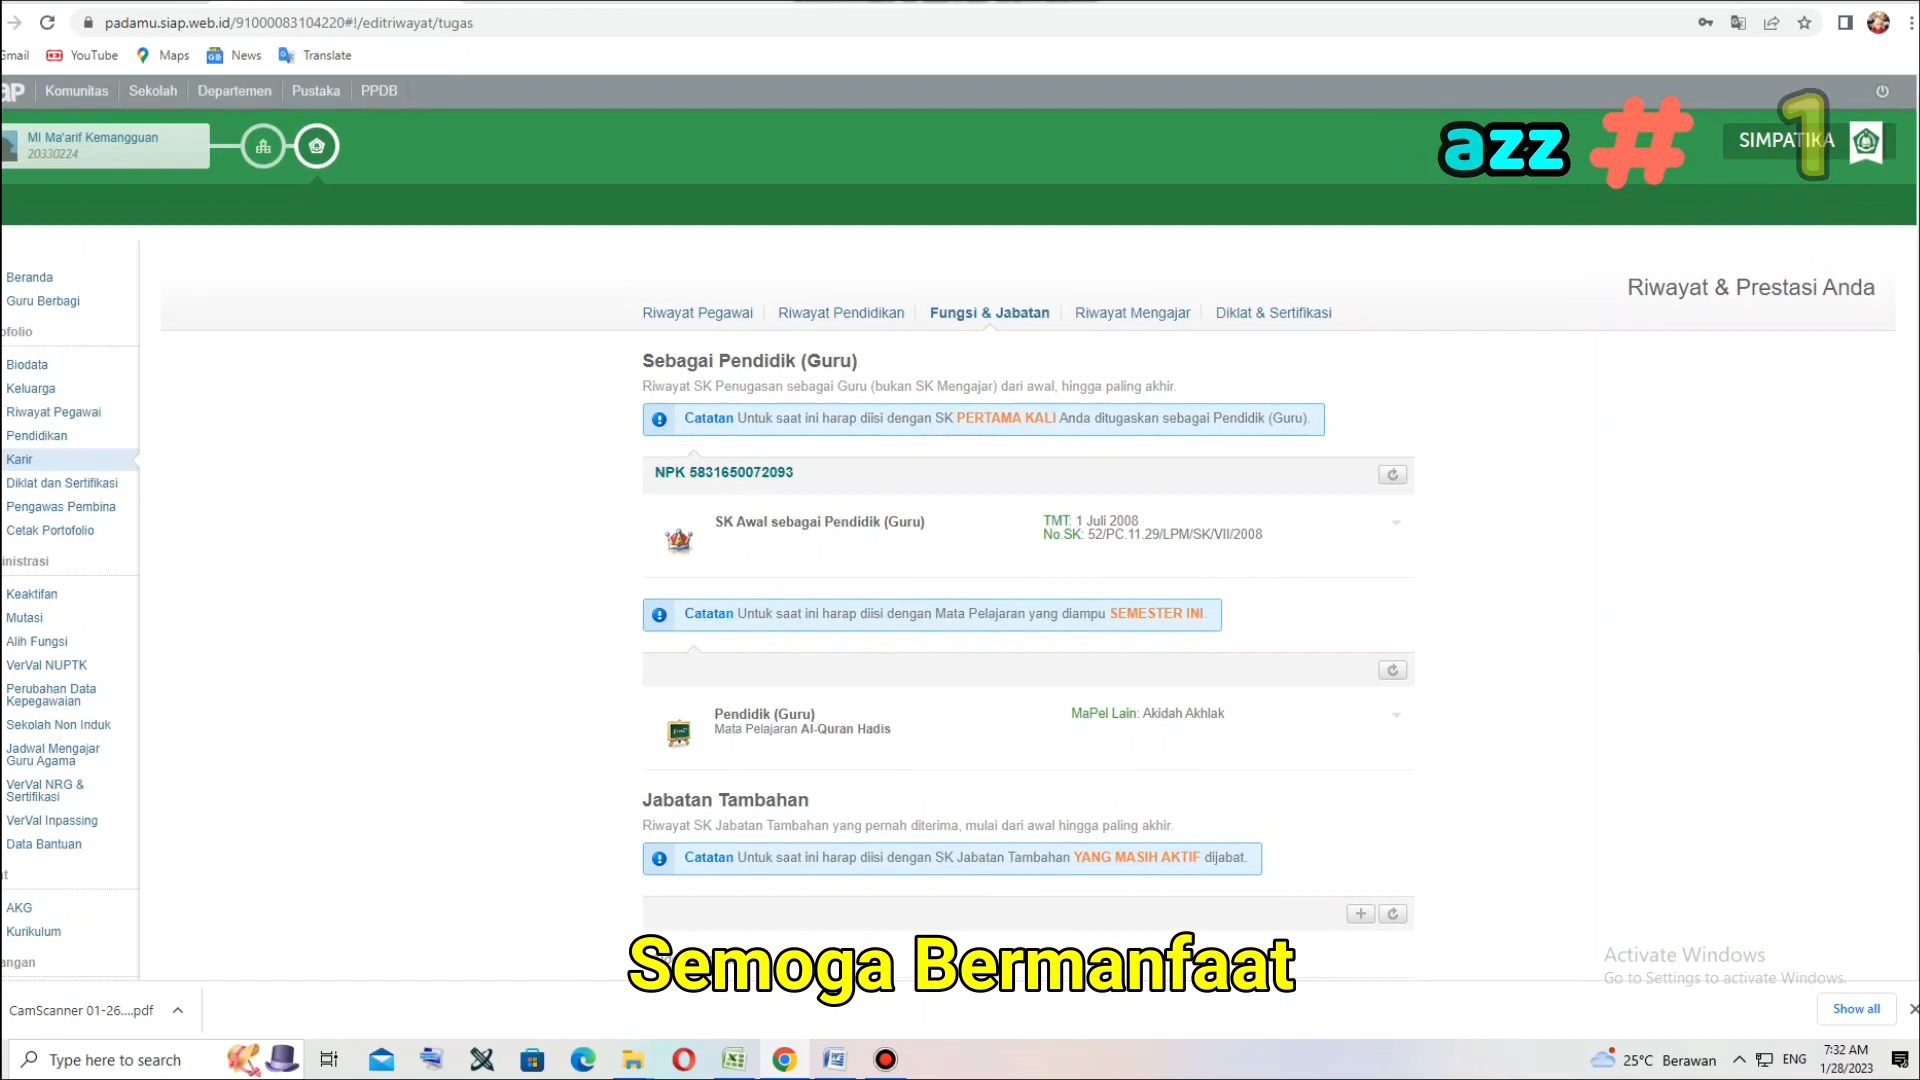 padamu.siap.web.id/91000083104220#!/editriwayat/tugas
Gmail YouTube Maps News Translate
Komunitas Sekolah Departemen Pustaka PPDB
MI Ma'arif Kemangguan
20330224
azz # 1
SIMPATIKA
Riwayat & Prestasi Anda
Riwayat Pegawai Riwayat Pendidikan Fungsi & Jabatan Riwayat Mengajar Diklat & Sertifikasi
Beranda
Guru Berbagi
ofolio
Biodata
Keluarga
Riwayat Pegawai
Pendidikan
Karir
Diklat dan Sertifikasi
Pengawas Pembina
Cetak Portofolio
inistrasi
Keaktifan
Mutasi
Alih Fungsi
VerVal NUPTK
Perubahan Data
Kepegawaian
Sekolah Non Induk
Jadwal Mengajar
Guru Agama
VerVal NRG &
Sertifikasi
VerVal Inpassing
Data Bantuan
AKG
Kurikulum
angan
Sebagai Pendidik (Guru)
Riwayat SK Penugasan sebagai Guru (bukan SK Mengajar) dari awal, hingga paling akhir.
Catatan Untuk saat ini harap diisi dengan SK PERTAMA KALI Anda ditugaskan sebagai Pendidik (Guru).
NPK 5831650072093
SK Awal sebagai Pendidik (Guru)
TMT: 1 Juli 2008
No.SK: 52/PC.11.29/LPM/SK/VII/2008
Catatan Untuk saat ini harap diisi dengan Mata Pelajaran yang diampu SEMESTER INI.
Pendidik (Guru)
Mata Pelajaran Al-Quran Hadis
MaPel Lain: Akidah Akhlak
Jabatan Tambahan
Riwayat SK Jabatan Tambahan yang pernah diterima, mulai dari awal hingga paling akhir.
Catatan Untuk saat ini harap diisi dengan SK Jabatan Tambahan YANG MASIH AKTIF dijabat.
Semoga Bermanfaat
Activate Windows
Go to Settings to activate Windows.
CamScanner 01-26....pdf
Show all
Type here to search
25°C Berawan
ENG
7:32 AM
1/28/2023